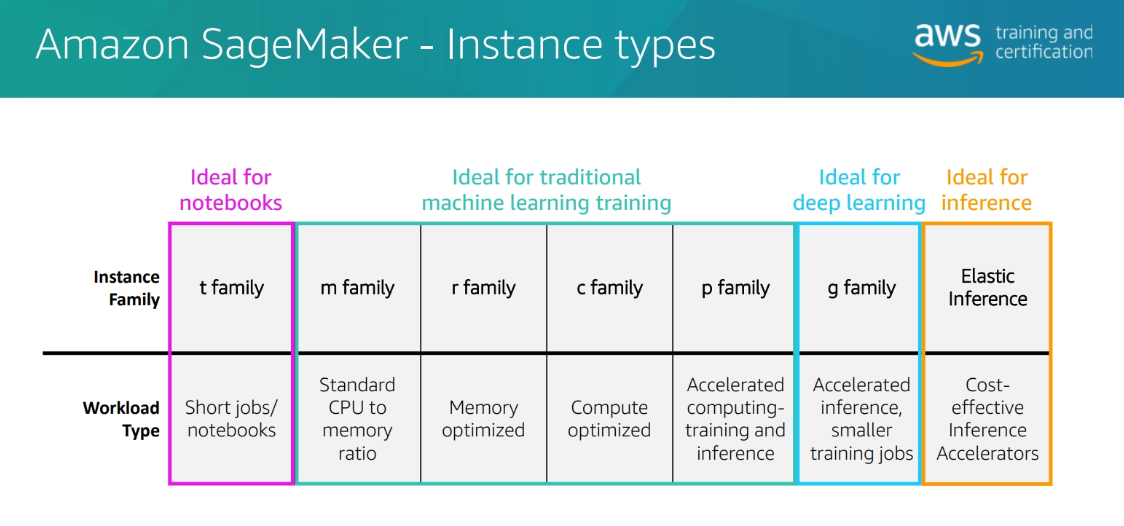 Amazon SageMaker - Instance types
aws training and
certification
Ideal for
notebooks
Ideal for traditional
machine learning training
Ideal for
deep learning
Ideal for
inference
Instance
Family
t family
m family
r family
c family
p family
g family
Elastic
Inference
Workload
Type
Short jobs/
notebooks
Standard
CPU to
memory
ratio
Memory
optimized
Compute
optimized
Accelerated
computing-
training and
inference
Accelerated
inference,
smaller
training jobs
Cost-
effective
Inference
Accelerators